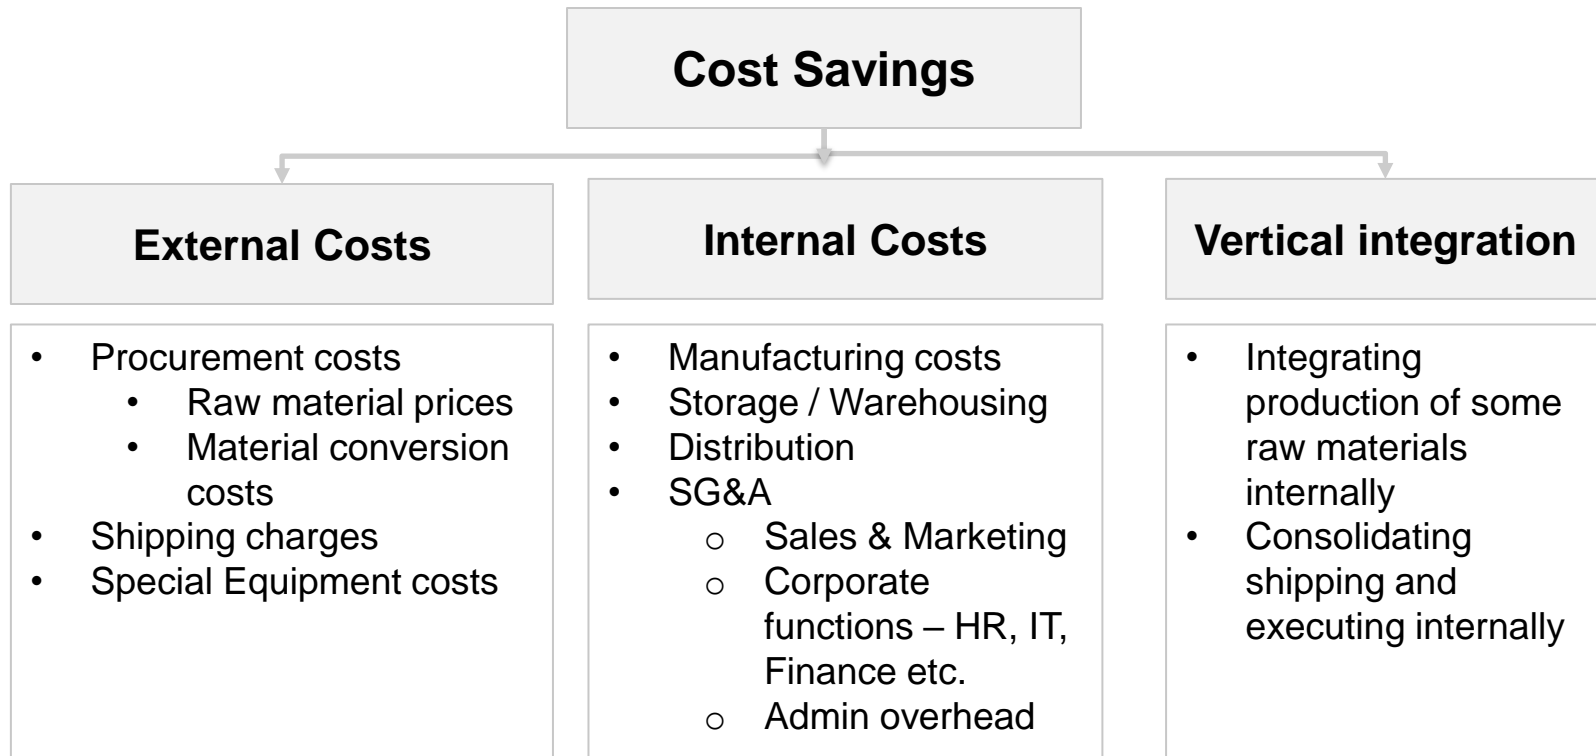 Cost Savings
External Costs
• Procurement costs
• Raw material prices
• Material conversion
costs
• Shipping charges
• Special Equipment costs
Internal Costs
• Manufacturing costs
• Storage / Warehousing
• Distribution
• SG&A
o Sales & Marketing
o Corporate
functions – HR, IT,
Finance etc.
o Admin overhead
Vertical integration
• Integrating
production of some
raw materials
internally
• Consolidating
shipping and
executing internally